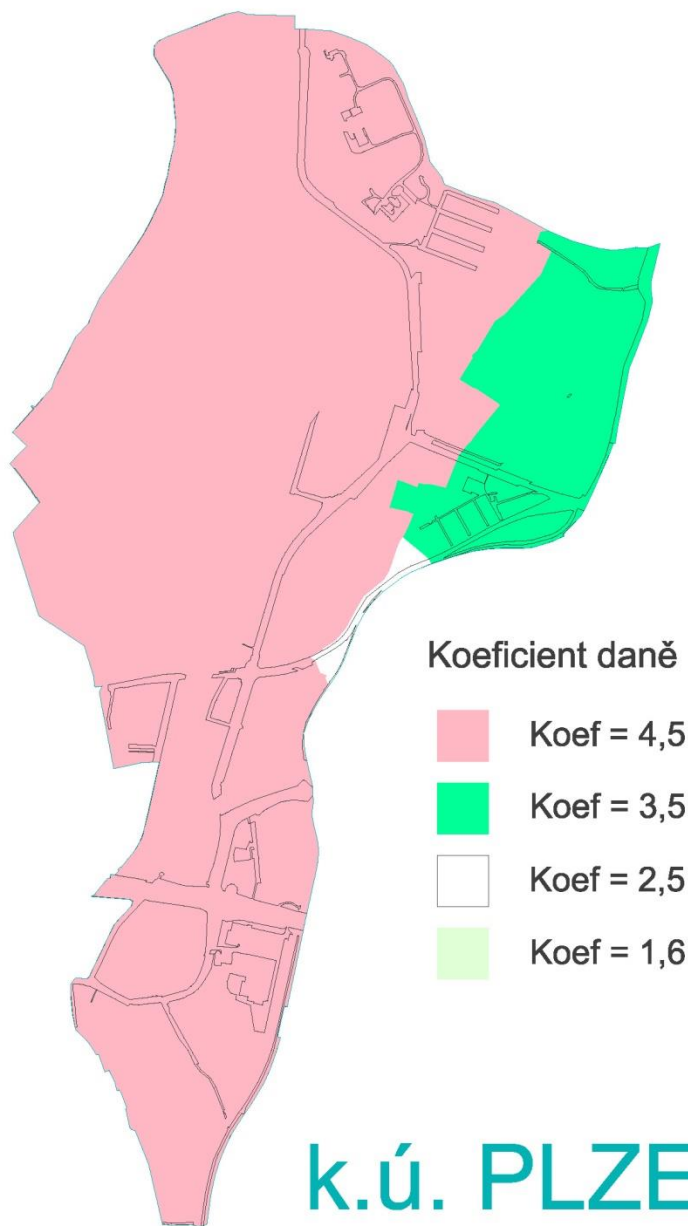 Koeficient daně
Koef = 4,5
Koef = 3,5
Koef = 2,5
Koef = 1,6
k.ú. PLZE